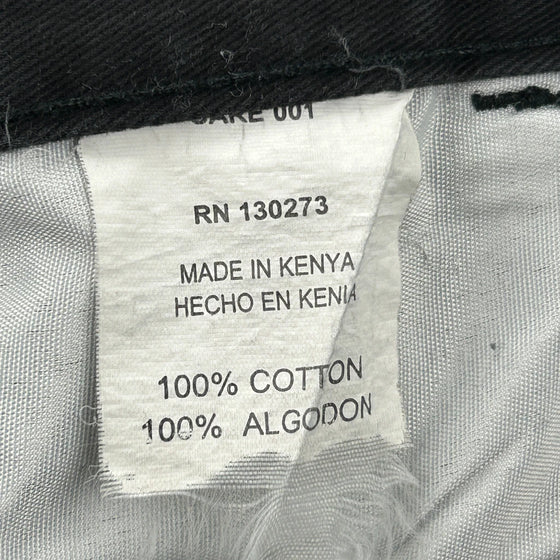 001
RN 130273
MADE IN KENYA
HECHO EN KENIA
100% COTTON
100% ALGODON